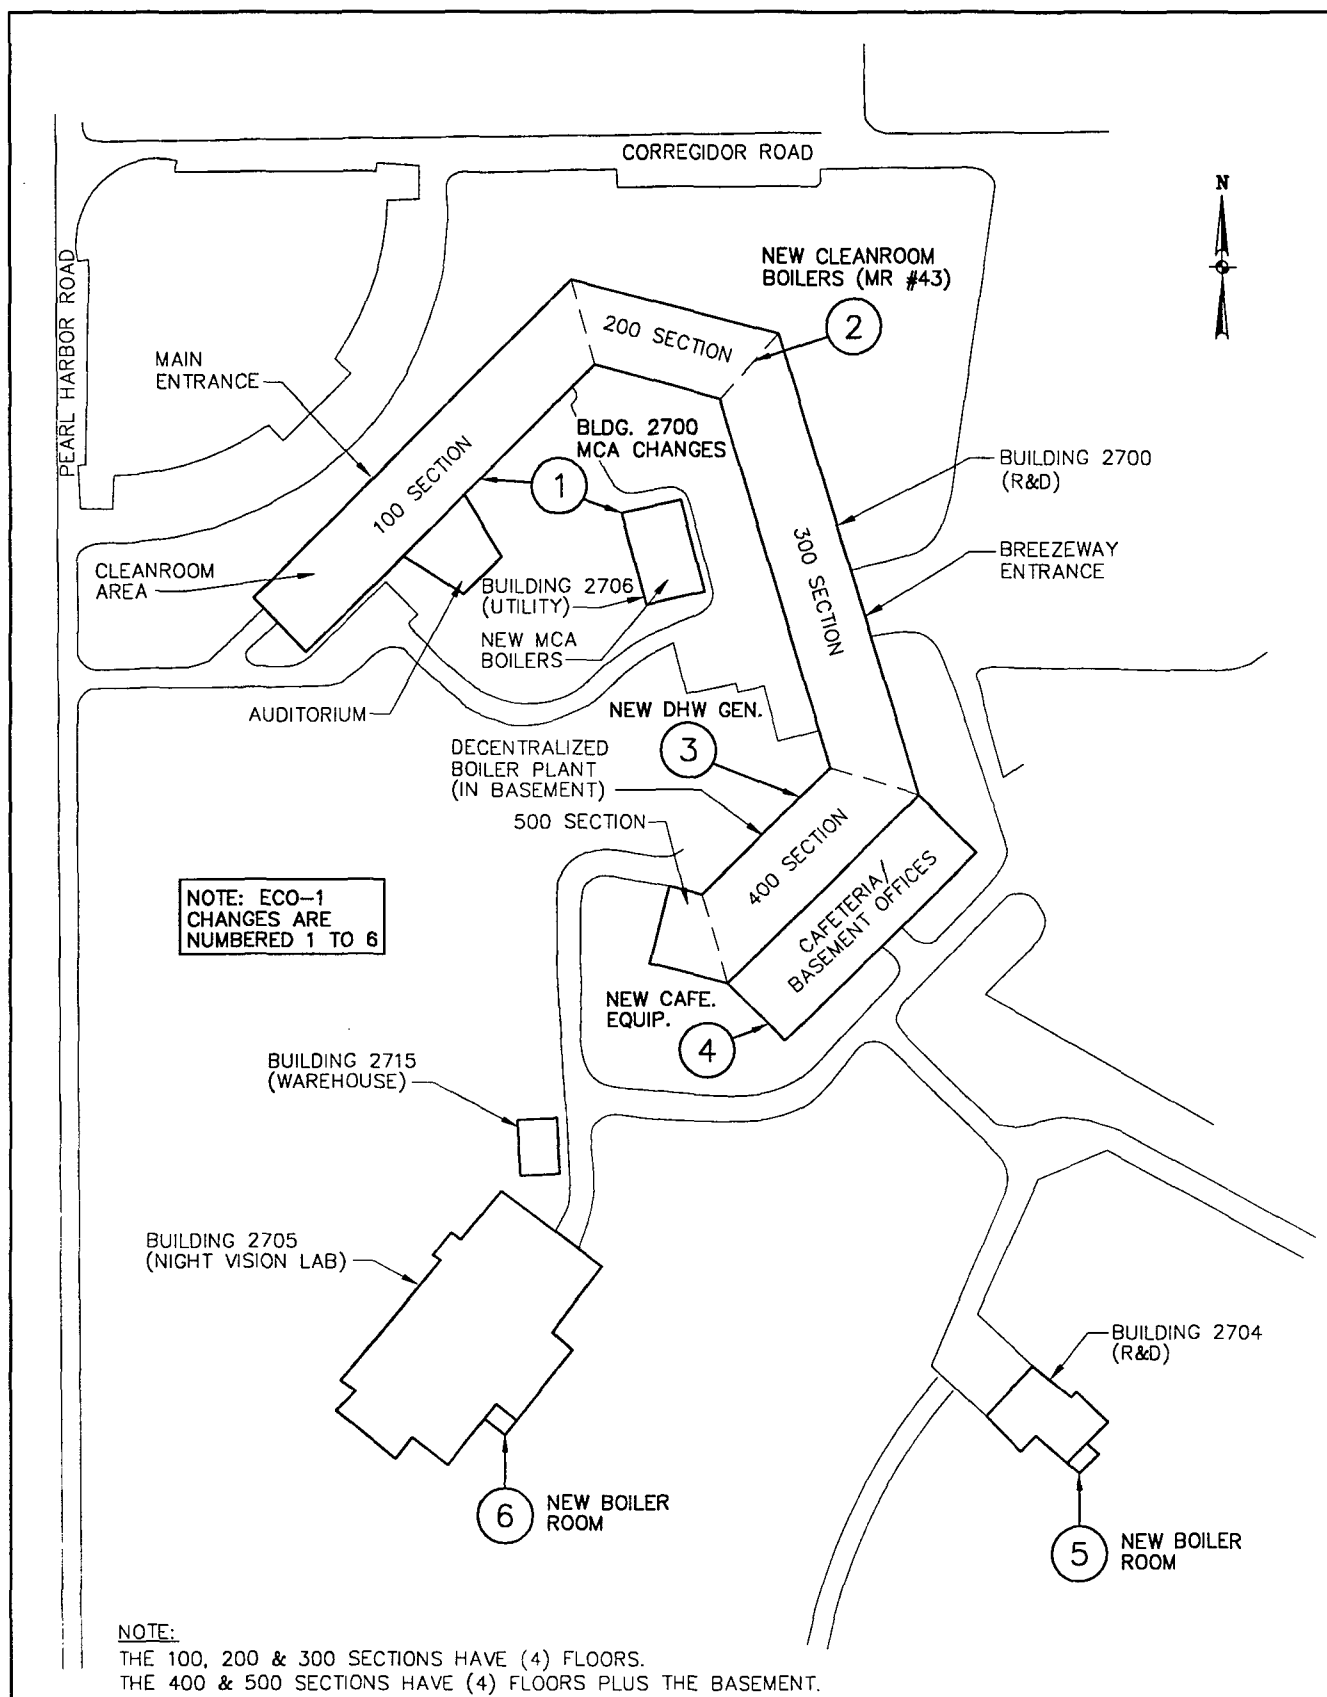 CORREGIDOR ROAD
N
PEARL HARBOR ROAD
NEW CLEANROOM
BOILERS (MR #43)
2
200 SECTION
MAIN
ENTRANCE
BLDG. 2700
MCA CHANGES
1
100 SECTION
BUILDING 2700
(R&D)
300 SECTION
BREEZEWAY
ENTRANCE
CLEANROOM
AREA
BUILDING 2706
(UTILITY)
NEW MCA
BOILERS
AUDITORIUM
NEW DHW GEN.
3
DECENTRALIZED
BOILER PLANT
(IN BASEMENT)
500 SECTION
400 SECTION
CAFETERIA/
BASEMENT OFFICES
NOTE: ECO-1
CHANGES ARE
NUMBERED 1 TO 6
NEW CAFE.
EQUIP.
4
BUILDING 2715
(WAREHOUSE)
BUILDING 2705
(NIGHT VISION LAB)
BUILDING 2704
(R&D)
6
NEW BOILER
ROOM
5
NEW BOILER
ROOM
NOTE:
THE 100, 200 & 300 SECTIONS HAVE (4) FLOORS.
THE 400 & 500 SECTIONS HAVE (4) FLOORS PLUS THE BASEMENT.